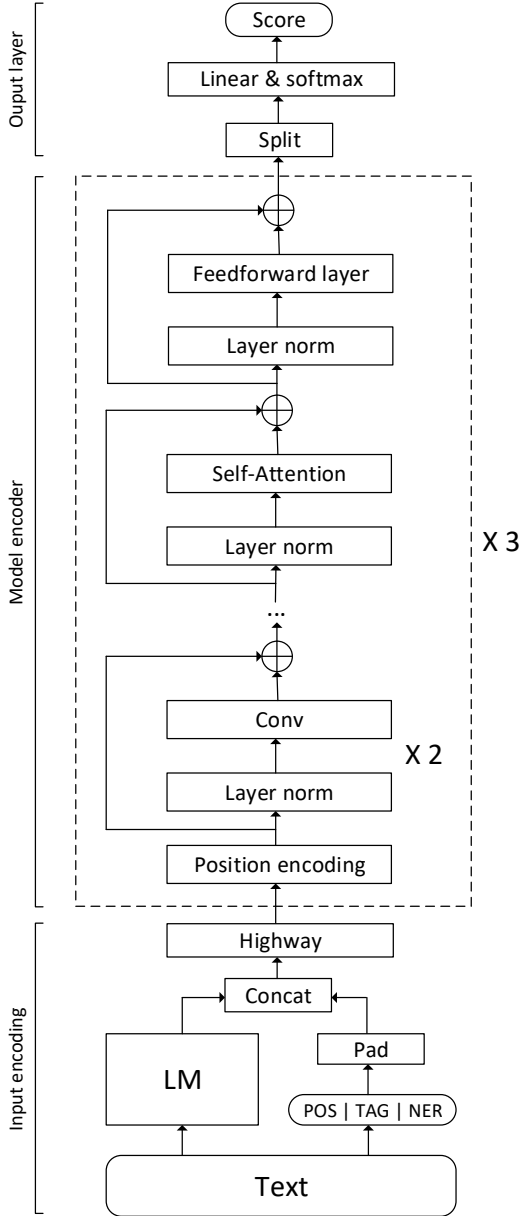 Score
Ouput layer
Linear & softmax
Split
Feedforward layer
Layer norm
Self-Attention
Model encoder
Layer norm
X 3
...
Conv
X 2
Layer norm
Position encoding
Highway
Concat
Input encoding
LM
Pad
POS | TAG | NER
Text